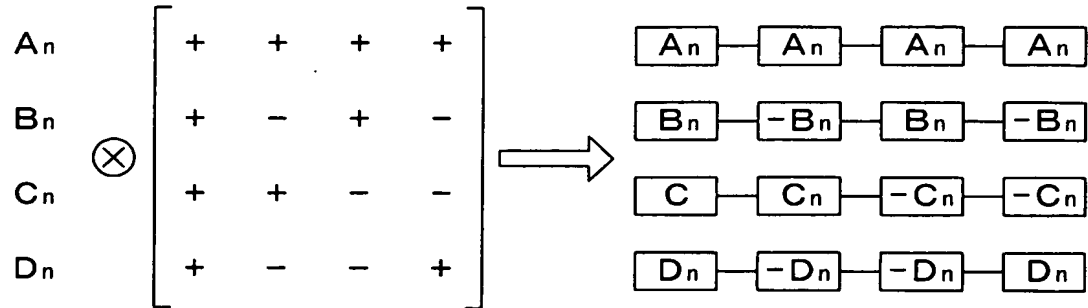 An + + + + An An An An
Bn + - + - Bn -Bn Bn -Bn
⊗
Cn + + - - C Cn -Cn -Cn
Dn + - - + Dn -Dn -Dn Dn